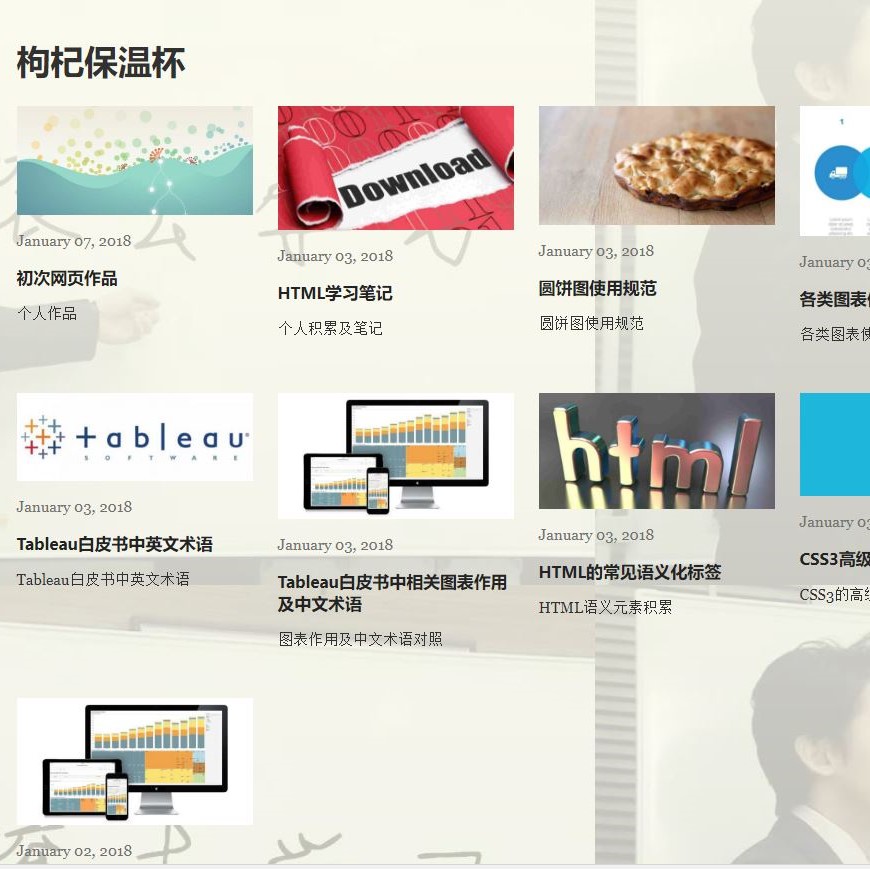 枸杞保温杯
Download
1
January 07, 2018
初次网页作品
个人作品
January 03, 2018
HTML学习笔记
个人积累及笔记
January 03, 2018
圆饼图使用规范
圆饼图使用规范
January 03
各类图表
各类图表使
tableau
SOFTWARE
html
January 03, 2018
Tableau白皮书中英文术语
Tableau白皮书中英文术语
January 03, 2018
Tableau白皮书中相关图表作用
及中文术语
图表作用及中文术语对照
January 03, 2018
HTML的常见语义化标签
HTML语义元素积累
January 03
CSS3高级
CSS3的高级
January 02, 2018